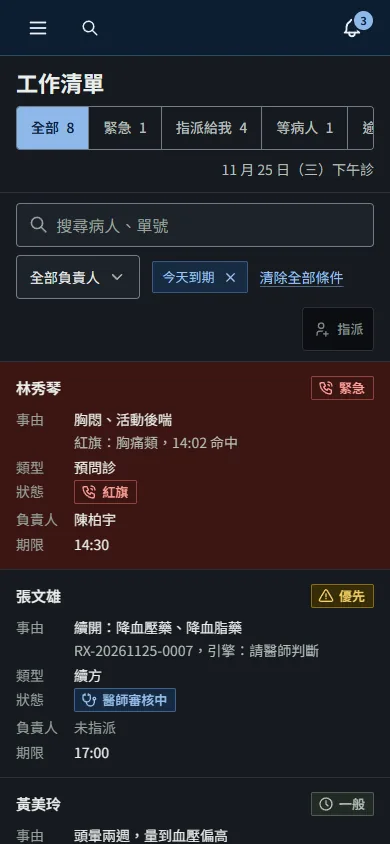 3
工作清單
全部 8 緊急 1 指派給我 4 等病人 1
11 月 25 日（三）下午診
搜尋病人、單號
全部負責人 今天到期 清除全部條件
指派
林秀琴 緊急
事由 胸悶、活動後喘
紅旗：胸痛類，14:02 命中
類型 預問診
狀態 紅旗
負責人 陳柏宇
期限 14:30
張文雄 優先
事由 續開：降血壓藥、降血脂藥
RX-20261125-0007，引擎：請醫師判斷
類型 續方
狀態 醫師審核中
負責人 未指派
期限 17:00
黃美玲 一般
事由 頭暈兩週，量到血壓偏高